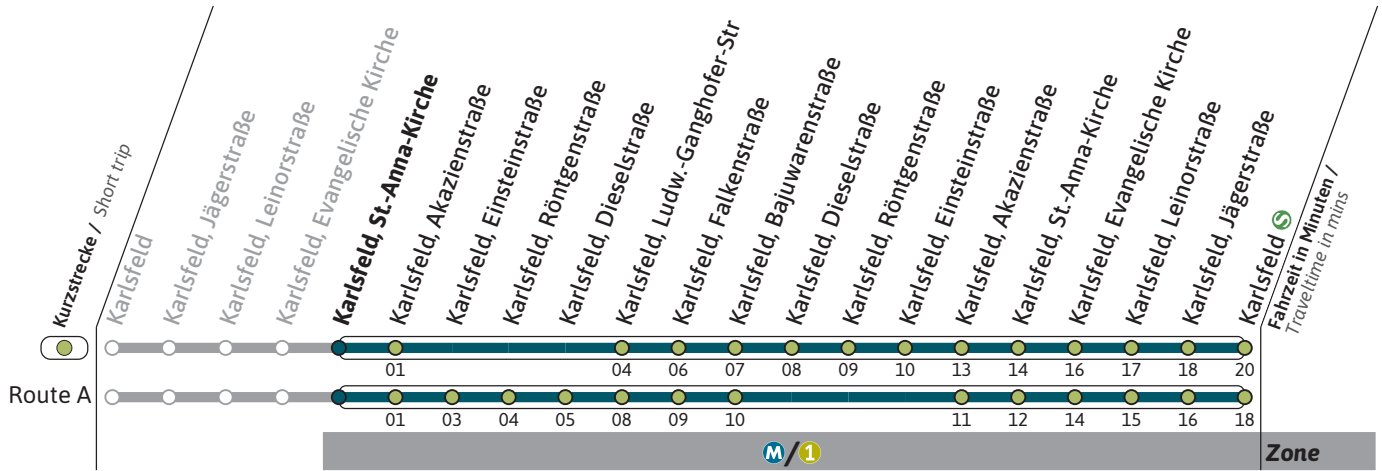 Kurzstrecke / Short trip
Karlsfeld
Karlsfeld, Jägerstraße
Karlsfeld, Leinorstraße
Karlsfeld, Evangelische Kirche
Karlsfeld, St.-Anna-Kirche
Karlsfeld, Akazienstraße
Karlsfeld, Einsteinstraße
Karlsfeld, Röntgenstraße
Karlsfeld, Dieselstraße
Karlsfeld, Ludw.-Ganghofer-Str
Karlsfeld, Falkenstraße
Karlsfeld, Bajuwarenstraße
Karlsfeld, Dieselstraße
Karlsfeld, Röntgenstraße
Karlsfeld, Einsteinstraße
Karlsfeld, Akazienstraße
Karlsfeld, St.-Anna-Kirche
Karlsfeld, Evangelische Kirche
Karlsfeld, Leinorstraße
Karlsfeld, Jägerstraße
Karlsfeld S
Fahrzeit in Minuten /
Traveltime in mins
01 04 06 07 08 09 10 13 14 16 17 18 20
Route A
01 03 04 05 08 09 10 11 12 14 15 16 18
M/1 Zone